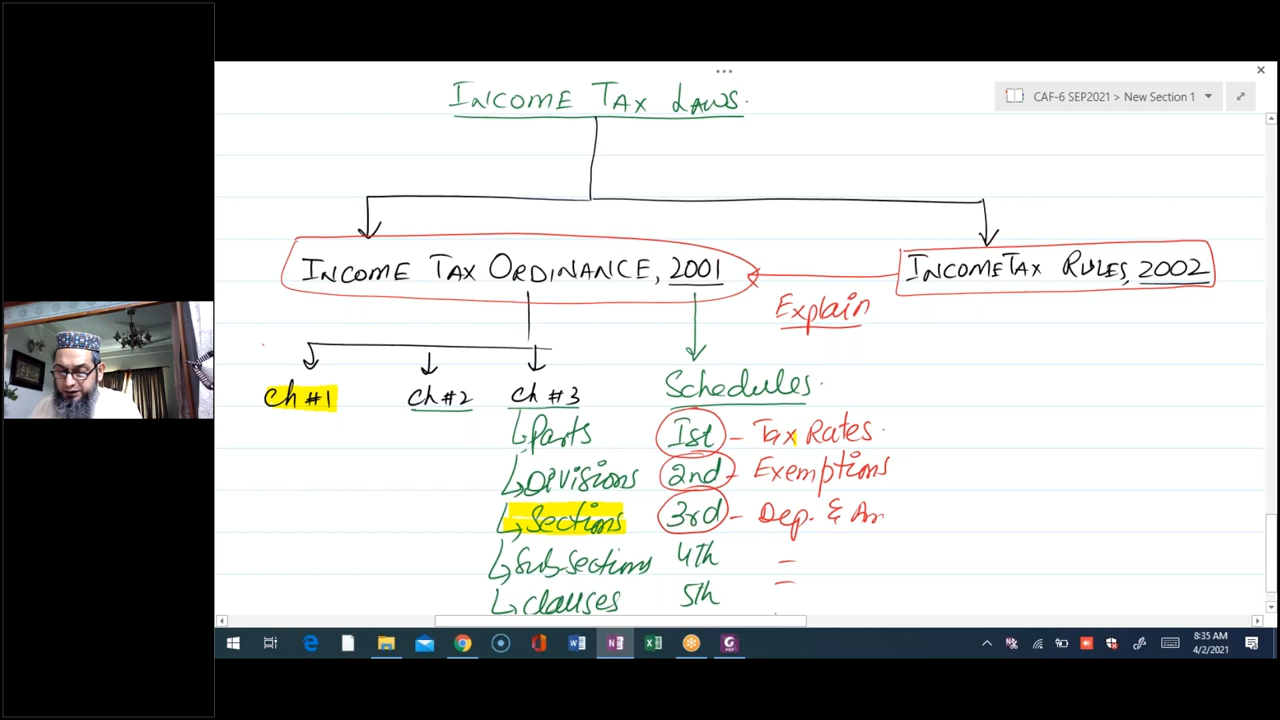 INCOME TAX LAWS.
CAF-6 SEP2021 > New Section 1
INCOME TAX ORDINANCE, 2001
INCOME TAX RULES, 2002
Explain
Ch #1
Ch #2
Ch #3
Schedules.
Parts
Ist - Tax Rates.
Divisions
2nd - Exemptions
Sections
3rd - Dep. & Am
Subsections
4th
clauses
5th
8:35 AM
4/2/2021